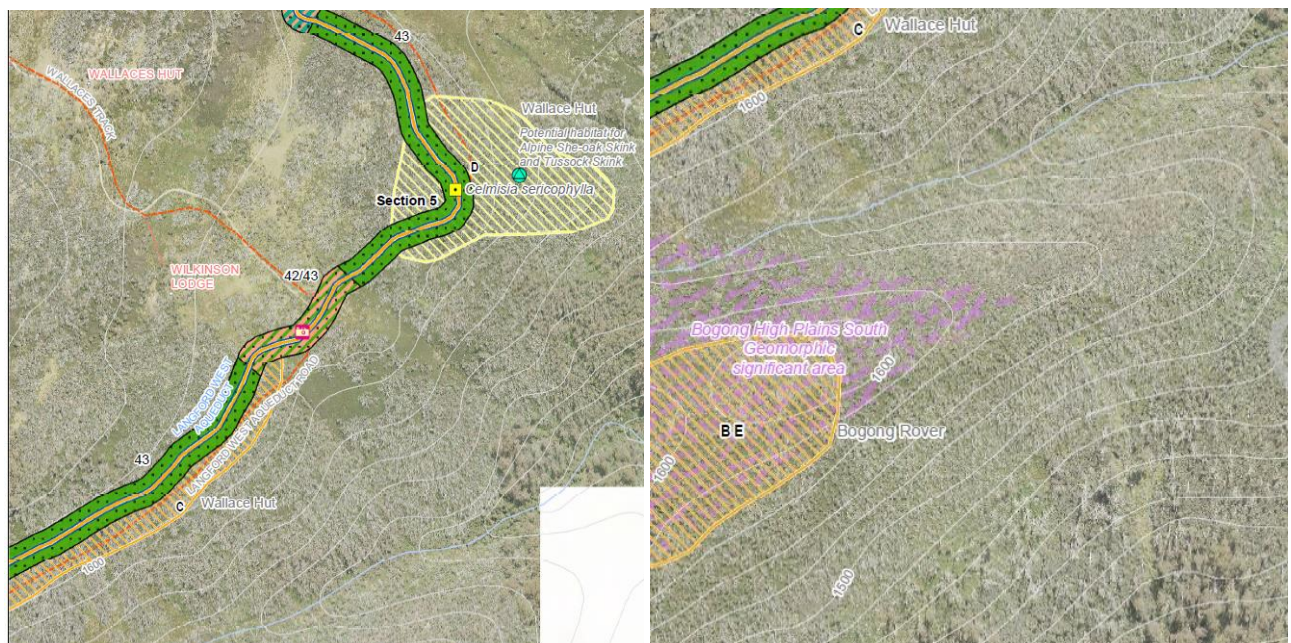 43
WALLACES HUT
WALLACES TRACK
Wallace Hut
Potential habitat for
Alpine She-oak Skink
and Tussock Skink
D
Celmisia sericophylla
Section 5
WILKINSON
LODGE
42/43
LANGFORD WEST
AQUEDUCT
LANGFORD WEST AQUEDUCT ROAD
43
C
Wallace Hut
1600
C
Wallace Hut
1600
Bogong High Plains South
Geomorphic
significant area
1600
B E
Bogong Rover
1600
1500